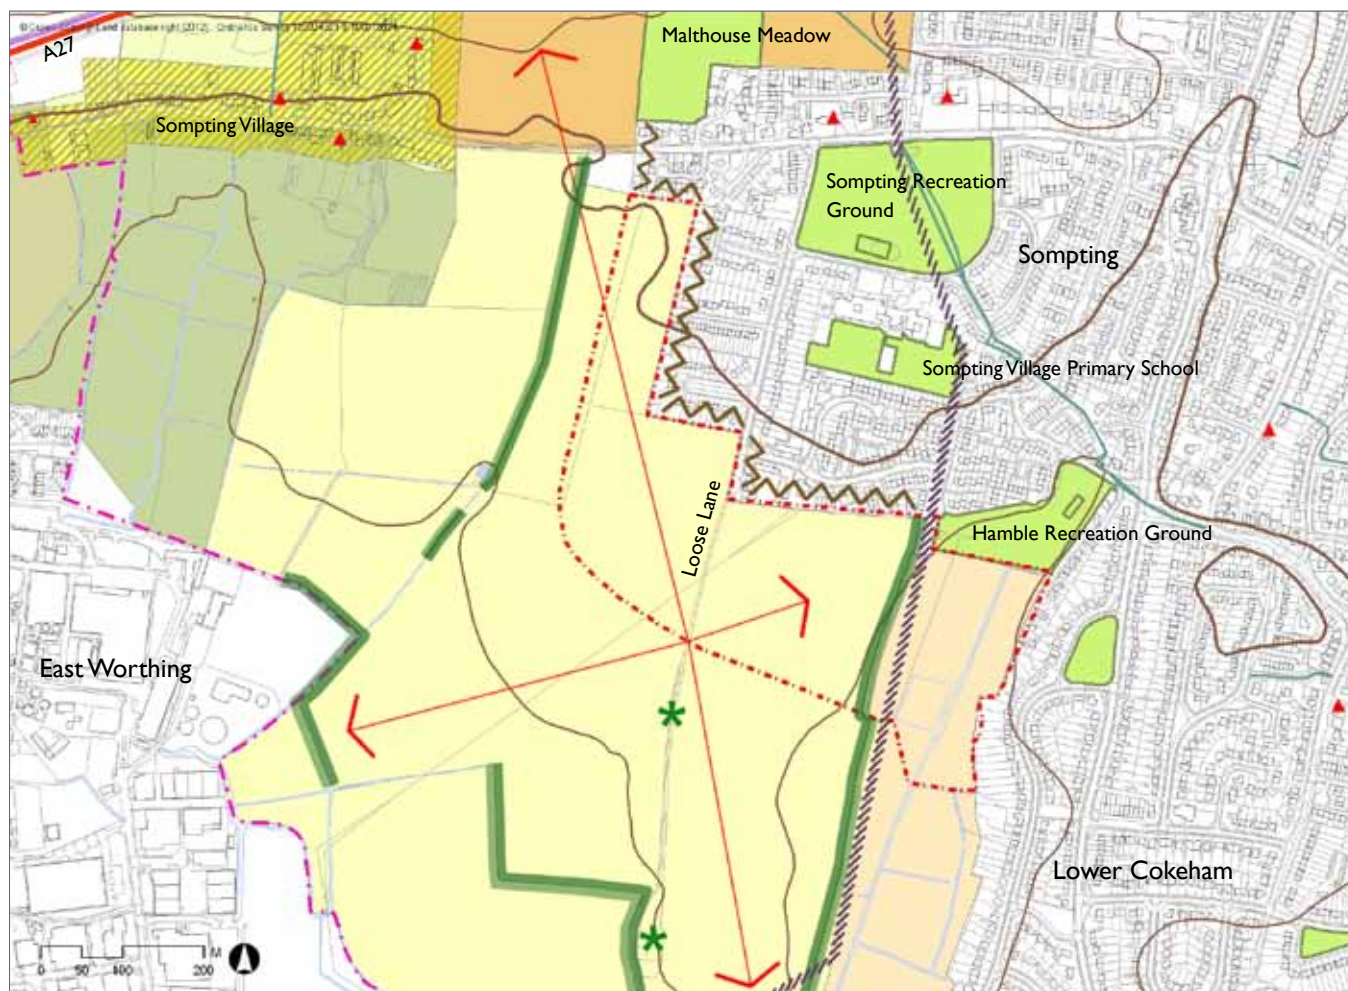 A27
Malthouse Meadow
Sompting Village
Sompting Recreation
Ground
Sompting
Sompting Village Primary School
Loose Lane
Hamble Recreation Ground
East Worthing
Lower Cokeham
M
0 50 100 200